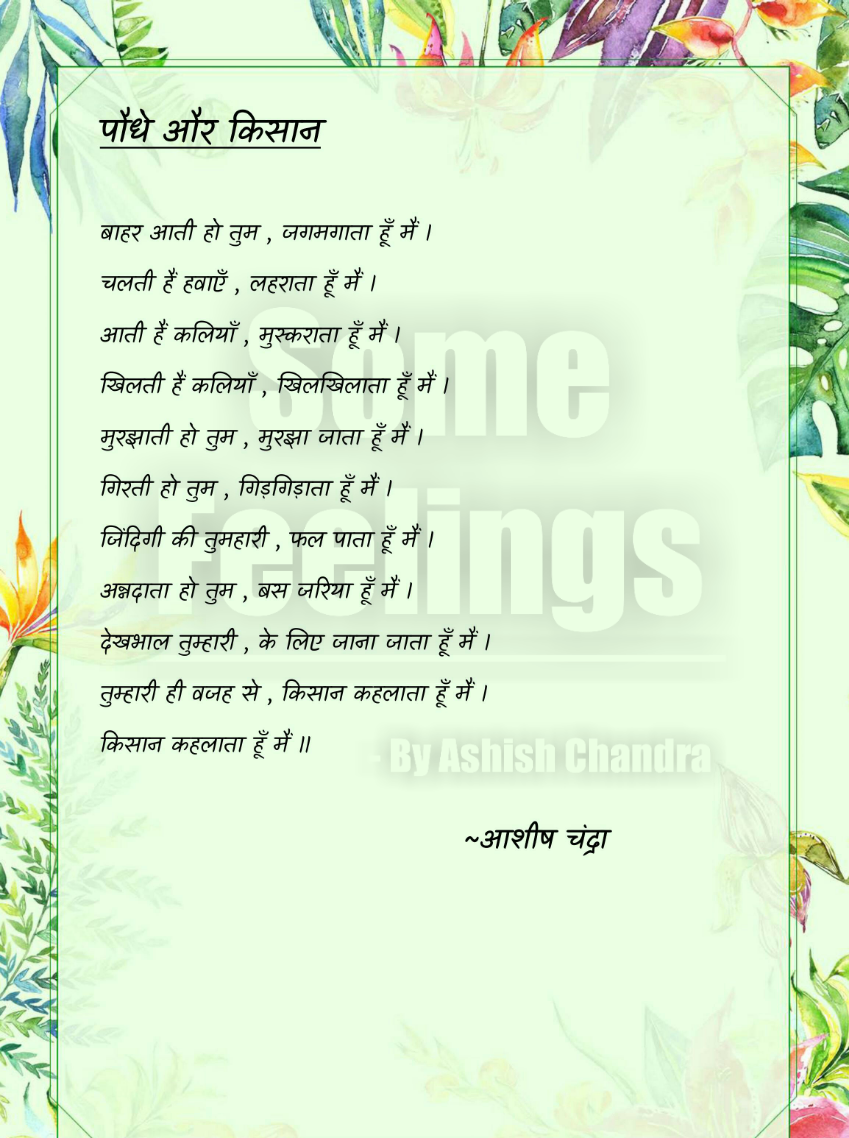 पौधे और किसान
बाहर आती हो तुम , जगमगाता हूँ मैं ।
चलती हैं हवाएँ , लहराता हूँ मैं ।
आती हैं कलियाँ , मुस्कराता हूँ मैं ।
खिलती हैं कलियाँ , खिलखिलाता हूँ मैं ।
मुरझाती हो तुम , मुरझा जाता हूँ मैं ।
गिरती हो तुम , गिड़गिड़ाता हूँ मैं ।
जिंदिगी की तुमहारी , फल पाता हूँ मैं ।
अन्नदाता हो तुम , बस जरिया हूँ मैं ।
देखभाल तुम्हारी , के लिए जाना जाता हूँ मैं ।
तुम्हारी ही वजह से , किसान कहलाता हूँ मैं ।
किसान कहलाता हूँ मैं ॥
~आशीष चंद्रा
Some
Feelings
- By Ashish Chandra